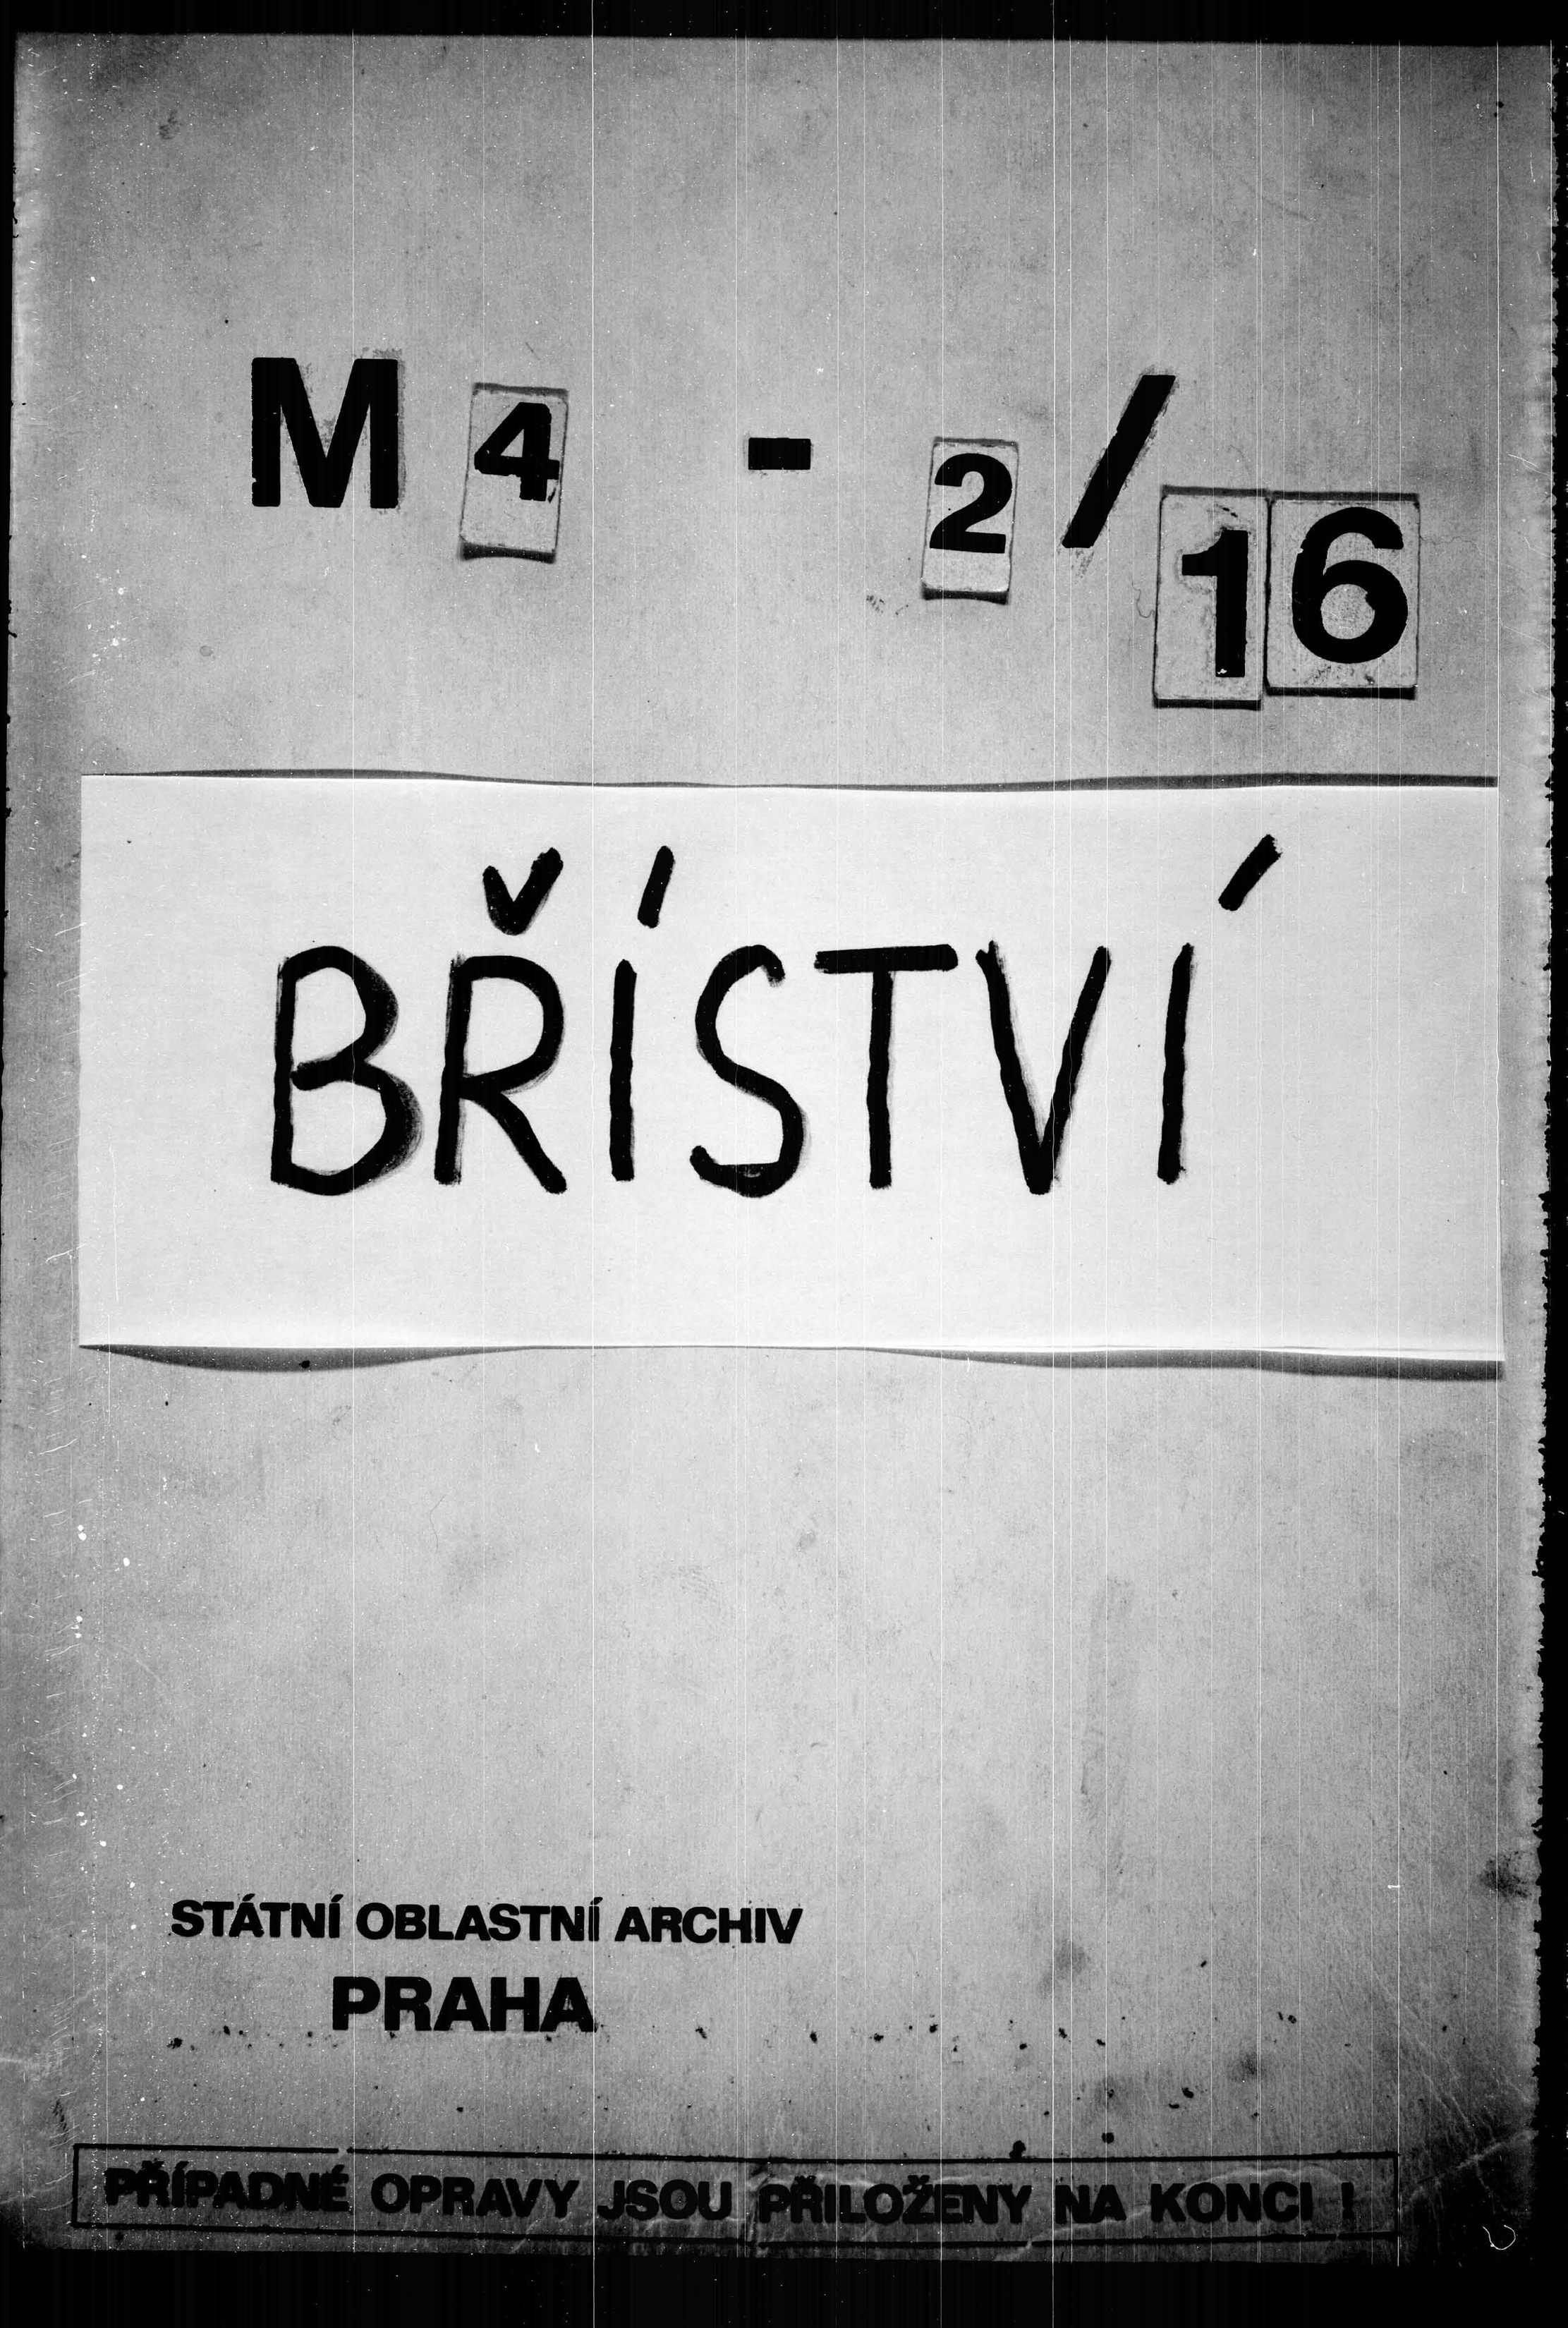 M 4 - 2/16
BŘÍSTVÍ
STÁTNÍ OBLASTNÍ ARCHIV
PRAHA
PŘÍPADNÉ OPRAVY JSOU PŘILOŽENY NA KONCI !